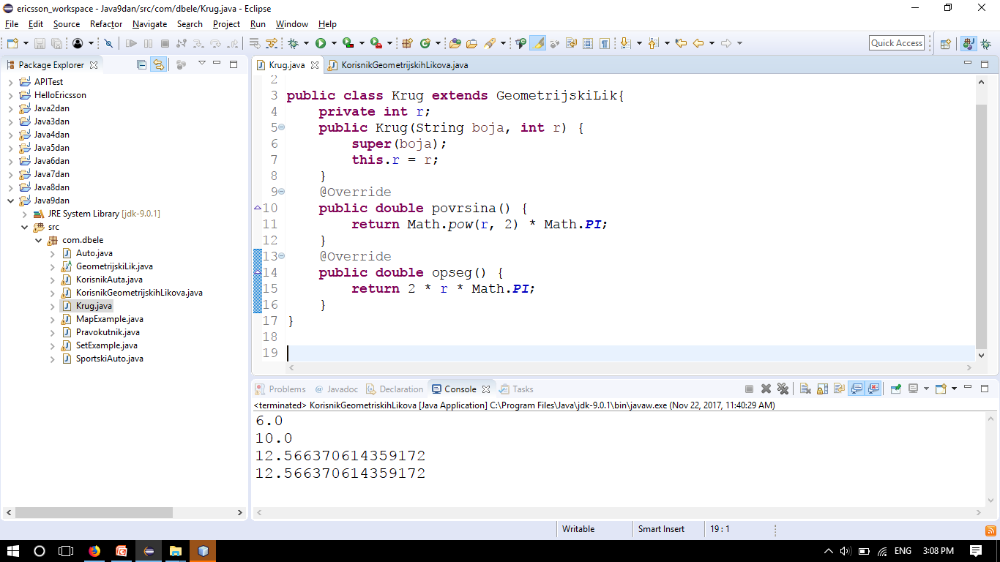 ericsson_workspace - Java9dan/src/com/dbele/Krug.java - Eclipse
File Edit Source Refactor Navigate Search Project Run Window Help
Quick Access
Package Explorer
APITest
HelloEricsson
Java2dan
Java3dan
Java4dan
Java5dan
Java6dan
Java7dan
Java8dan
Java9dan
JRE System Library [jdk-9.0.1]
src
com.dbele
Auto.java
GeometrijskiLik.java
KorisnikAuta.java
KorisnikGeometrijskihLikova.java
Krug.java
MapExample.java
Pravokutnik.java
SetExample.java
SportskiAuto.java
Krug.java KorisnikGeometrijskihLikova.java
2
3 public class Krug extends GeometrijskiLik{
4 private int r;
5 public Krug(String boja, int r) {
6 super(boja);
7 this.r = r;
8 }
9 @Override
10 public double povrsina() {
11 return Math.pow(r, 2) * Math.PI;
12 }
13 @Override
14 public double opseg() {
15 return 2 * r * Math.PI;
16 }
17 }
18
19
Problems @ Javadoc Declaration Console Tasks
<terminated> KorisnikGeometriskihLikova [Java Application] C:\Program Files\Java\jdk-9.0.1\bin\javaw.exe (Nov 22, 2017, 11:40:29 AM)
6.0
10.0
12.566370614359172
12.566370614359172
Writable Smart Insert 19 : 1
ENG 3:08 PM